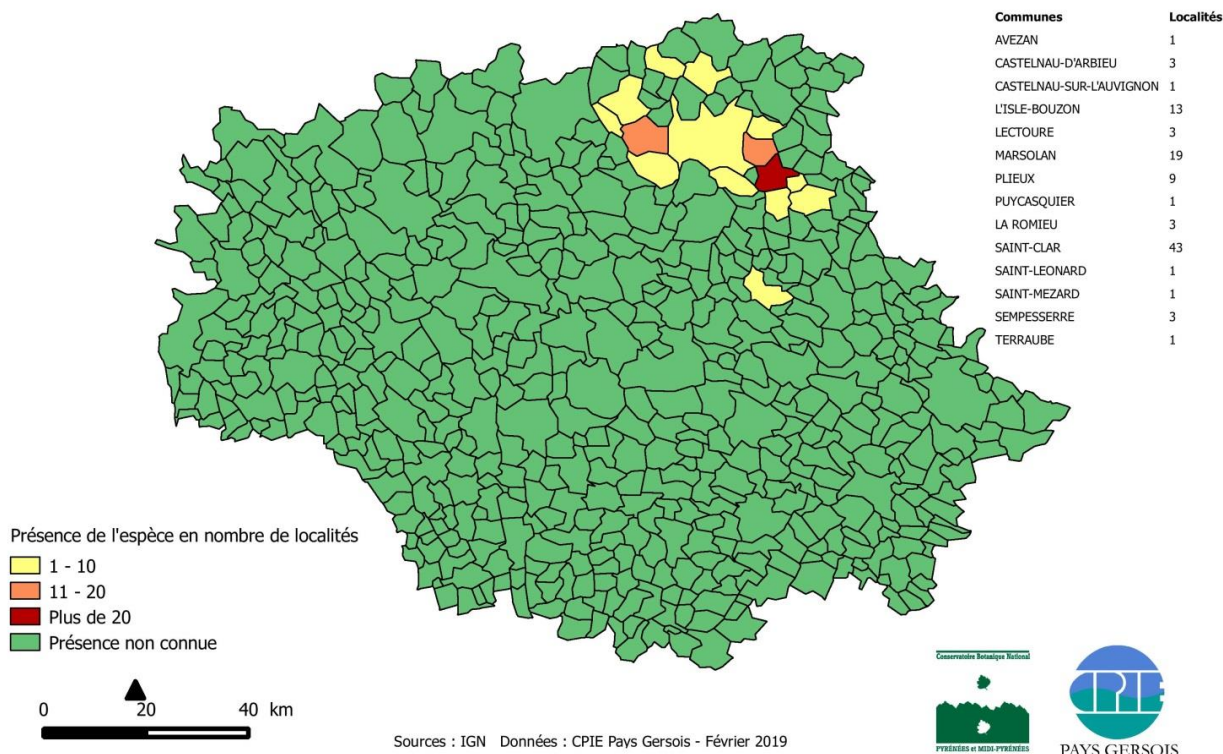 Communes Localités
AVEZAN 1
CASTELNAU-D'ARBIEU 3
CASTELNAU-SUR-L'AUVIGNON 1
L'ISLE-BOUZON 13
LECTOURE 3
MARSOLAN 19
PLIEUX 9
PUYCASQUIER 1
LA ROMIEU 3
SAINT-CLAR 43
SAINT-LEONARD 1
SAINT-MEZARD 1
SEMPESSERRE 3
TERRAUBE 1
Présence de l'espèce en nombre de localités
1 - 10
11 - 20
Plus de 20
Présence non connue
0 20 40 km
Sources : IGN Données : CPIE Pays Gersois - Février 2019
Conservatoire Botanique National
PYRÉNÉES et MIDI-PYRÉNÉES
CPIE
PAYS GERSOIS